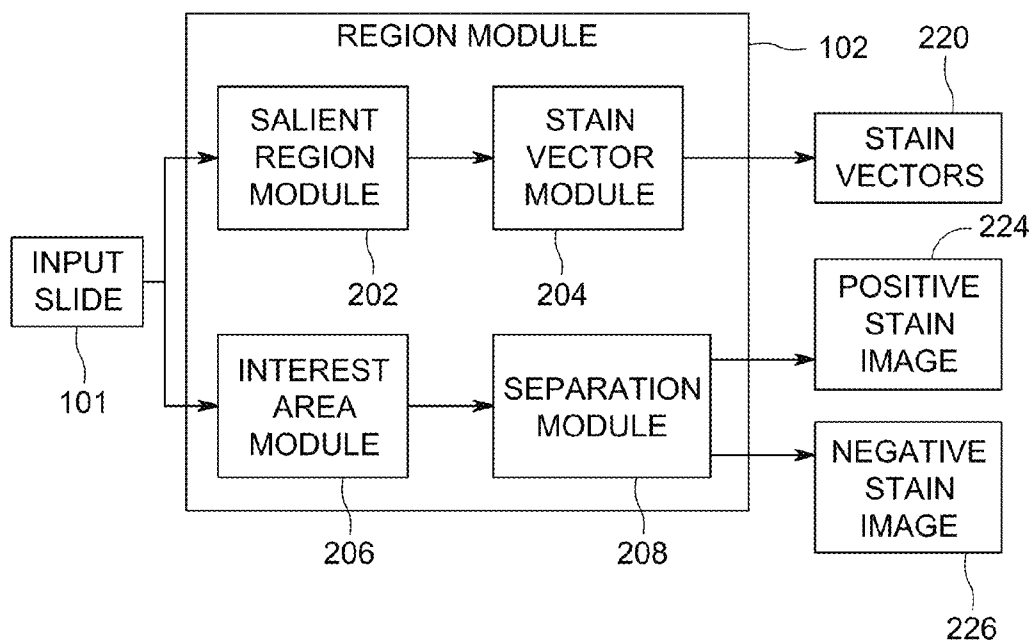 REGION MODULE
102
220
SALIENT
REGION
MODULE
STAIN
VECTOR
MODULE
STAIN
VECTORS
202
204
224
INPUT
SLIDE
101
POSITIVE
STAIN
IMAGE
INTEREST
AREA
MODULE
SEPARATION
MODULE
206
208
NEGATIVE
STAIN
IMAGE
226